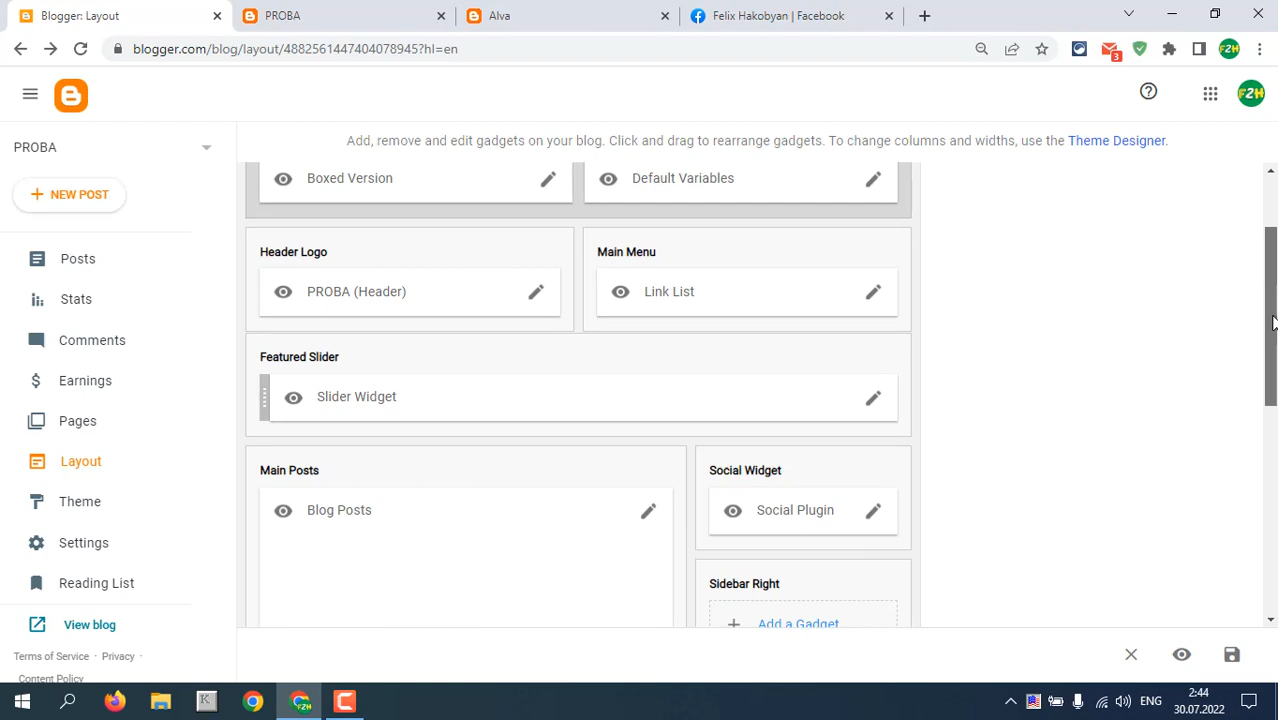 Blogger: Layout
PROBA
Alva
Felix Hakobyan | Facebook
blogger.com/blog/layout/4882561447404078945?hl=en
3
F2H
F2H
PROBA
Add, remove and edit gadgets on your blog. Click and drag to rearrange gadgets. To change columns and widths, use the Theme Designer.
NEW POST
Posts
Stats
Comments
Earnings
Pages
Layout
Theme
Settings
Reading List
View blog
Terms of Service · Privacy ·
Content Policy
Boxed Version
Default Variables
Header Logo
PROBA (Header)
Main Menu
Link List
Featured Slider
Slider Widget
Main Posts
Blog Posts
Social Widget
Social Plugin
Sidebar Right
Add a Gadget
ENG
2:44
30.07.2022